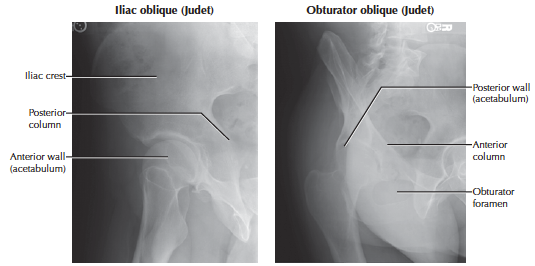 Iliac oblique (Judet)
Obturator oblique (Judet)
Iliac crest
Posterior
column
Anterior wall
(acetabulum)
Posterior wall
(acetabulum)
Anterior
column
Obturator
foramen